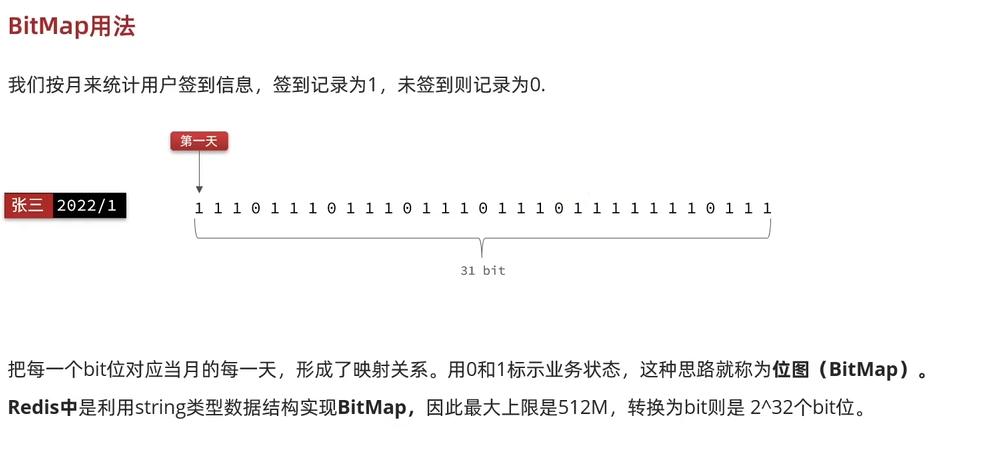 BitMap用法
我们按月来统计用户签到信息，签到记录为1，未签到则记录为0.
第一天
张三 2022/1
1 1 1 0 1 1 1 0 1 1 1 0 1 1 1 0 1 1 1 0 1 1 1 1 1 1 1 0 1 1 1
31 bit
把每一个bit位对应当月的每一天，形成了映射关系。用0和1标示业务状态，这种思路就称为位图（BitMap）。
Redis中是利用string类型数据结构实现BitMap，因此最大上限是512M，转换为bit则是 2^32个bit位。